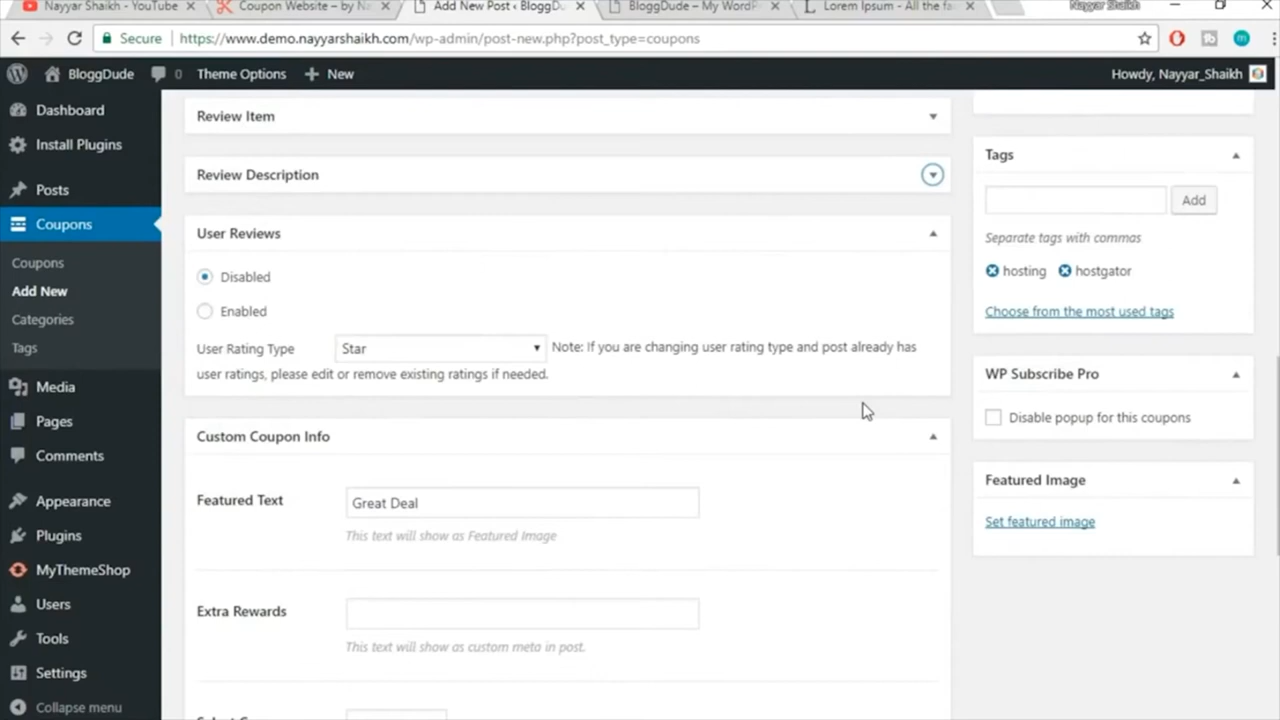 Nayyar Shaikh - YouTube
Coupon Website – by Na
Add New Post ‹ BloggD
BloggDude – My WordP
Lorem Ipsum - All the fa
Nayyar Shaikh
Secure
https://www.demo.nayyarshaikh.com/wp-admin/post-new.php?post_type=coupons
BloggDude
0
Theme Options
New
Howdy, Nayyar_Shaikh
Dashboard
Install Plugins
Posts
Coupons
Coupons
Add New
Categories
Tags
Media
Pages
Comments
Appearance
Plugins
MyThemeShop
Users
Tools
Settings
Collapse menu
Review Item
Review Description
User Reviews
Disabled
Enabled
User Rating Type
Star
Note: If you are changing user rating type and post already has
user ratings, please edit or remove existing ratings if needed.
Custom Coupon Info
Featured Text
Great Deal
This text will show as Featured Image
Extra Rewards
This text will show as custom meta in post.
Tags
Add
Separate tags with commas
hosting
hostgator
Choose from the most used tags
WP Subscribe Pro
Disable popup for this coupons
Featured Image
Set featured image